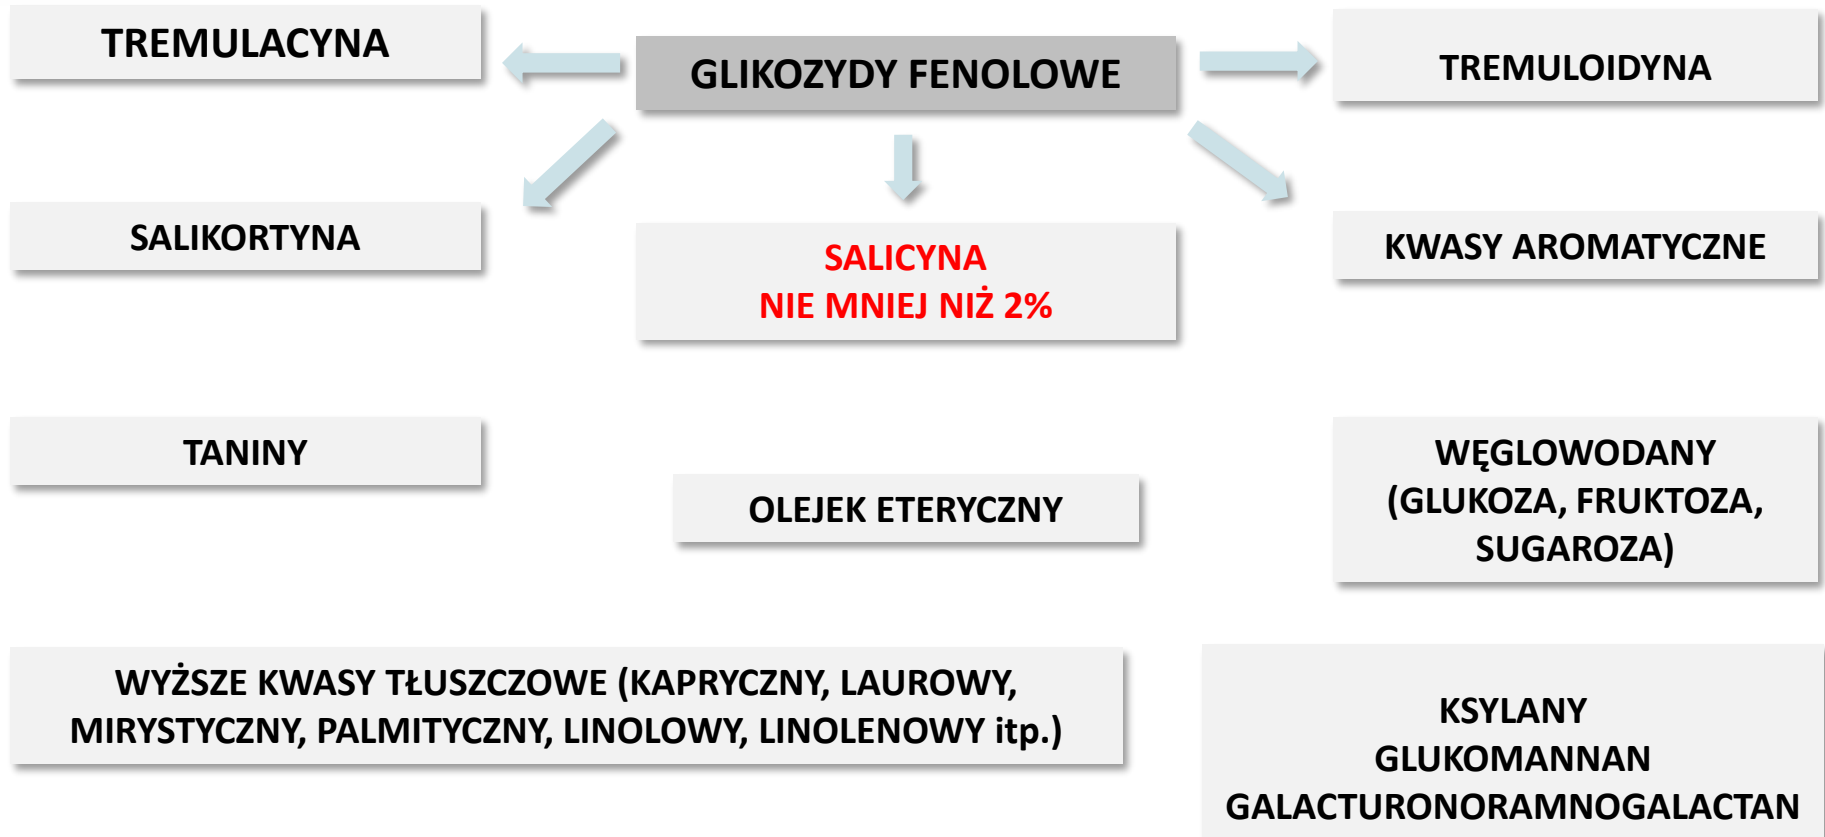 TREMULACYNA
GLIKOZYDY FENOLOWE
TREMULOIDYNA
SALIKORTYNA
SALICYNA
NIE MNIEJ NIŻ 2%
KWASY AROMATYCZNE
TANINY
OLEJEK ETERYCZNY
WĘGLOWODANY
(GLUKOZA, FRUKTOZA,
SUGAROZA)
WYŻSZE KWASY TŁUSZCZOWE (KAPRYCZNY, LAUROWY,
MIRYSTYCZNY, PALMITYCZNY, LINOLOWY, LINOLENOWY itp.)
KSYLANY
GLUKOMANNAN
GALACTURONORAMNOGALACTAN